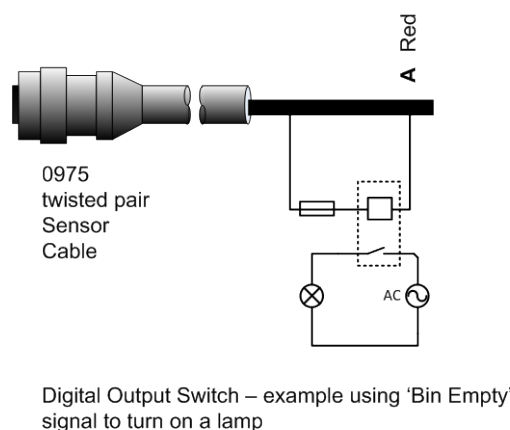 A Red
0975
twisted pair
Sensor
Cable
AC
Digital Output Switch – example using ‘Bin Empty’
signal to turn on a lamp